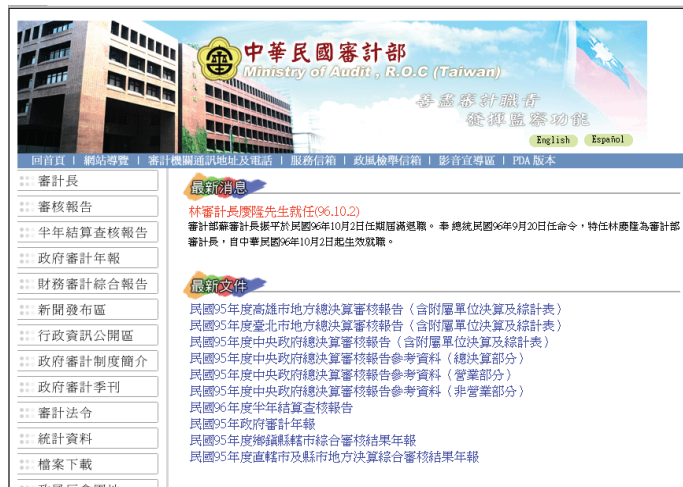 中華民國審計部
Ministry of Audit , R.O.C (Taiwan)
善盡審計職責
發揮監察功能
English Español
回首頁 | 網站導覽 | 審計機關通訊地址及電話 | 服務信箱 | 政風檢舉信箱 | 影音宣導區 | PDA 版本
審計長
審核報告
半年結算查核報告
政府審計年報
財務審計綜合報告
新聞發布區
行政資訊公開區
政府審計制度簡介
政府審計季刊
審計法令
統計資料
檔案下載
最新消息
林審計長慶隆先生就任(96.10.2)
審計部蘇審計長振平於民國96年10月2日任期屆滿退職。奉 總統民國96年9月20日任命令，特任林慶隆為審計部
審計長，自中華民國96年10月2日起生效就職。
最新文件
民國95年度高雄市地方總決算審核報告（含附屬單位決算及綜計表）
民國95年度臺北市地方總決算審核報告（含附屬單位決算及綜計表）
民國95年度中央政府總決算審核報告（含附屬單位決算及綜計表）
民國95年度中央政府總決算審核報告參考資料（總決算部分）
民國95年度中央政府總決算審核報告參考資料（營業部分）
民國95年度中央政府總決算審核報告參考資料（非營業部分）
民國96年度半年結算查核報告
民國95年政府審計年報
民國95年度鄉鎮縣轄市綜合審核結果年報
民國95年度直轄市及縣市地方決算綜合審核結果年報